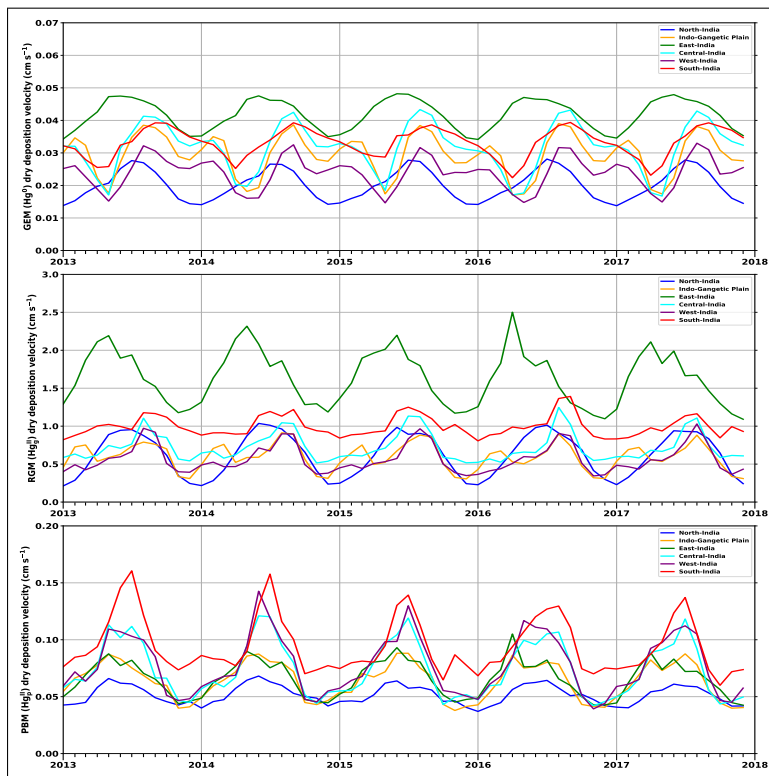 0.07
0.06
0.05
0.04
0.03
0.02
0.01
0.00
GEM (Hg⁰) dry deposition velocity (cm s⁻¹)
North-India
Indo-Gangetic Plain
East-India
Central-India
West-India
South-India
2013 2014 2015 2016 2017 2018
3.0
2.5
2.0
1.5
1.0
0.5
0.0
dry deposition velocity (cm s⁻¹)
North-India
Indo-Gangetic Plain
East-India
Central-India
West-India
South-India
2013 2014 2015 2016 2017 2018
0.20
0.15
0.10
0.05
0.00
dry deposition velocity (cm s⁻¹)
North-India
Indo-Gangetic Plain
East-India
Central-India
West-India
South-India
2013 2014 2015 2016 2017 2018